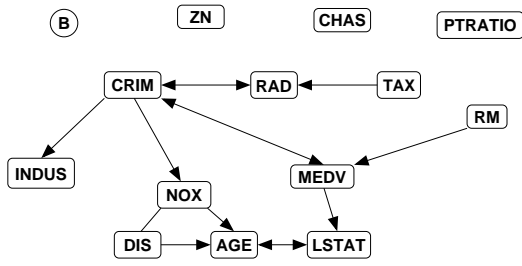 B
ZN
CHAS
PTRATIO
CRIM
RAD
TAX
RM
INDUS
NOX
MEDV
DIS
AGE
LSTAT